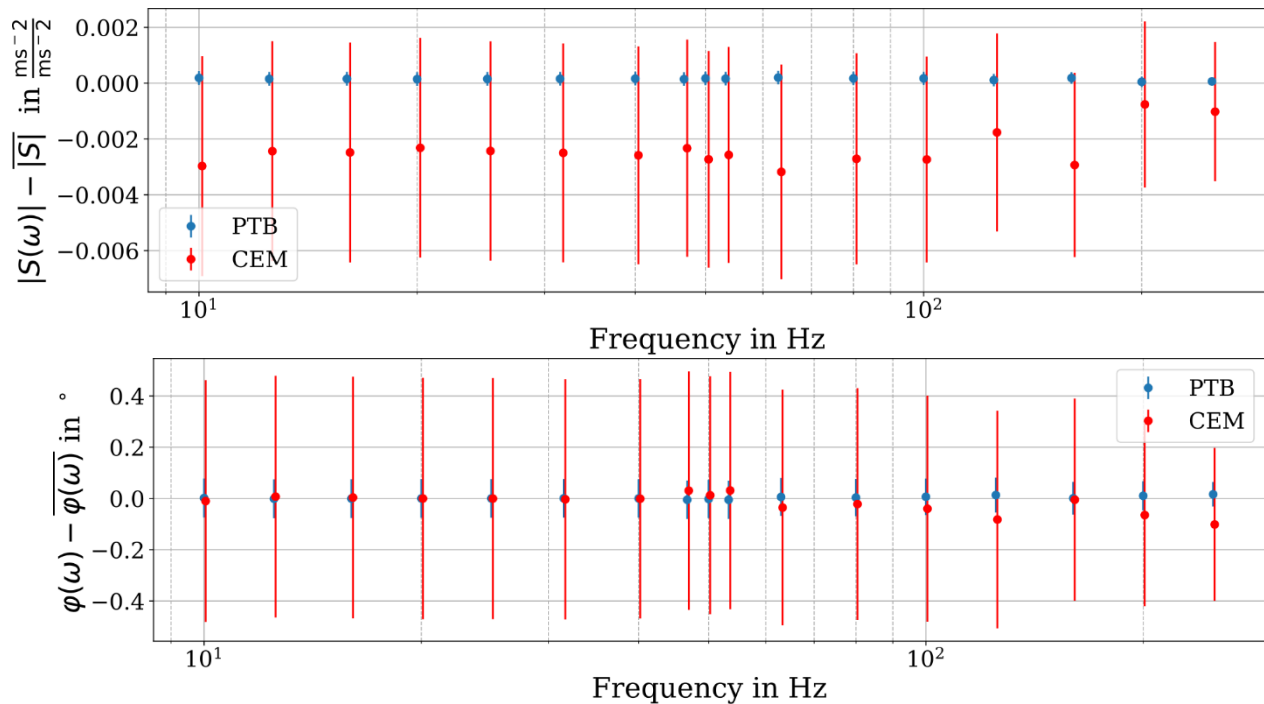 0.002
0.000
−0.002
−0.004
−0.006
|S(ω)| − |S̅| in ms⁻²/ms⁻²
PTB
CEM
10¹ 10²
Frequency in Hz
0.4
0.2
0.0
−0.2
−0.4
φ(ω) − φ(ω)̅ in °
PTB
CEM
10¹ 10²
Frequency in Hz